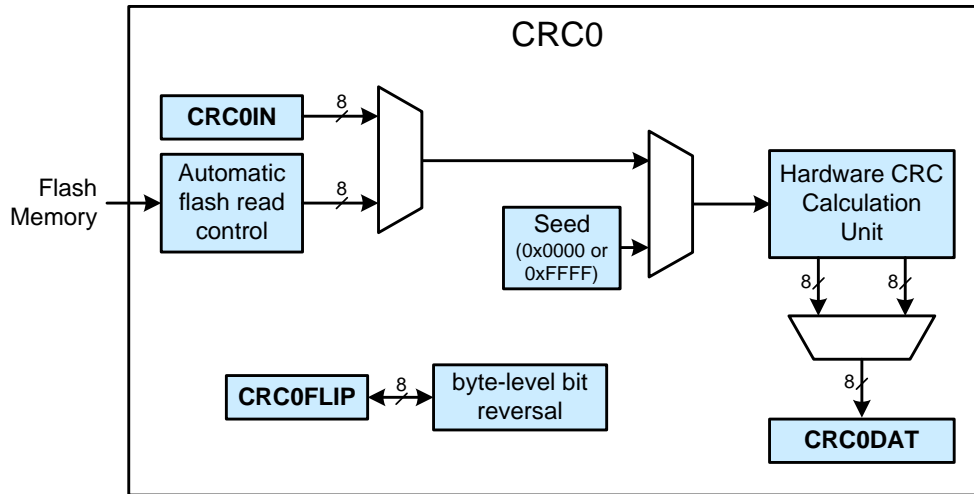 CRC0
CRC0IN
8
Automatic
flash read
control
8
Flash
Memory
Seed
(0x0000 or
0xFFFF)
Hardware CRC
Calculation
Unit
8
8
8
CRC0DAT
CRC0FLIP
8
byte-level bit
reversal